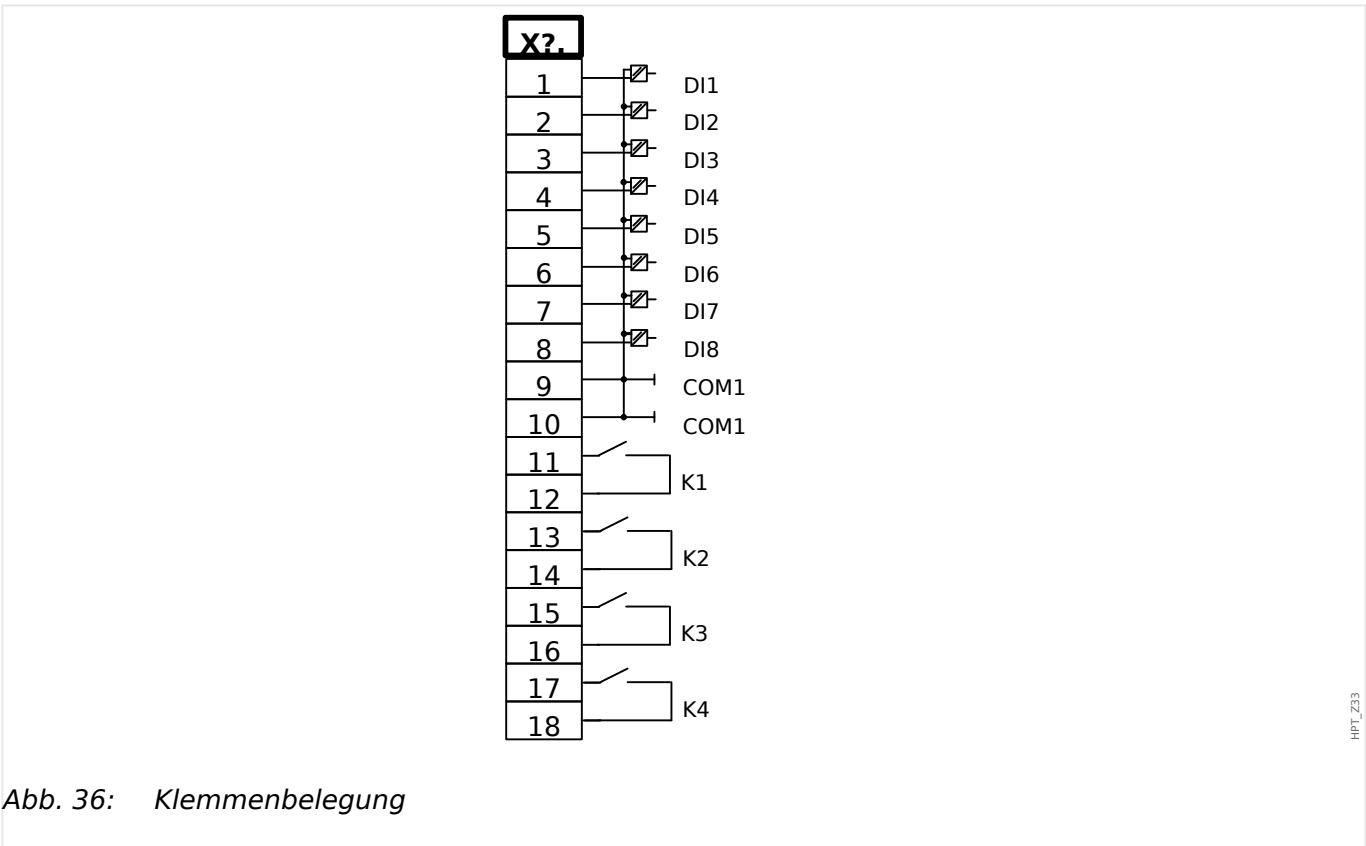 X?.
1 DI1
2 DI2
3 DI3
4 DI4
5 DI5
6 DI6
7 DI7
8 DI8
9 COM1
10 COM1
11
K1
12
13
K2
14
15
K3
16
17
K4
18
HPT_Z33
Abb. 36: Klemmenbelegung